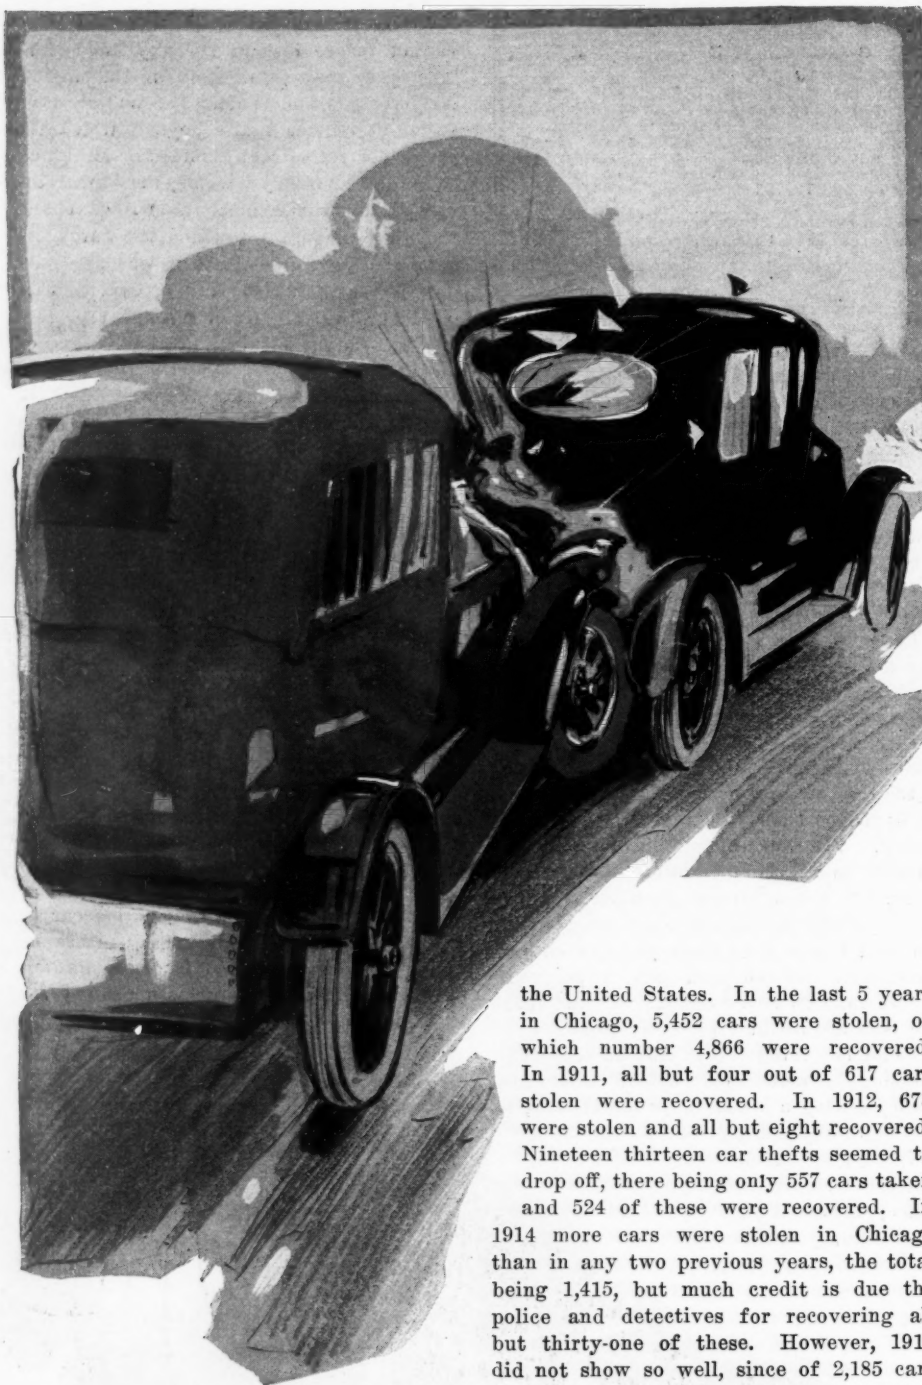 the United States. In the last 5 year
in Chicago, 5,452 cars were stolen, o
which number 4,866 were recovered
In 1911, all but four out of 617 car
stolen were recovered. In 1912, 67
were stolen and all but eight recovered
Nineteen thirteen car thefts seemed t
drop off, there being only 557 cars take
and 524 of these were recovered. I
1914 more cars were stolen in Chicag
than in any two previous years, the tota
being 1,415, but much credit is due th
police and detectives for recovering a
but thirty-one of these. However, 191
did not show so well, since of 2,185 car